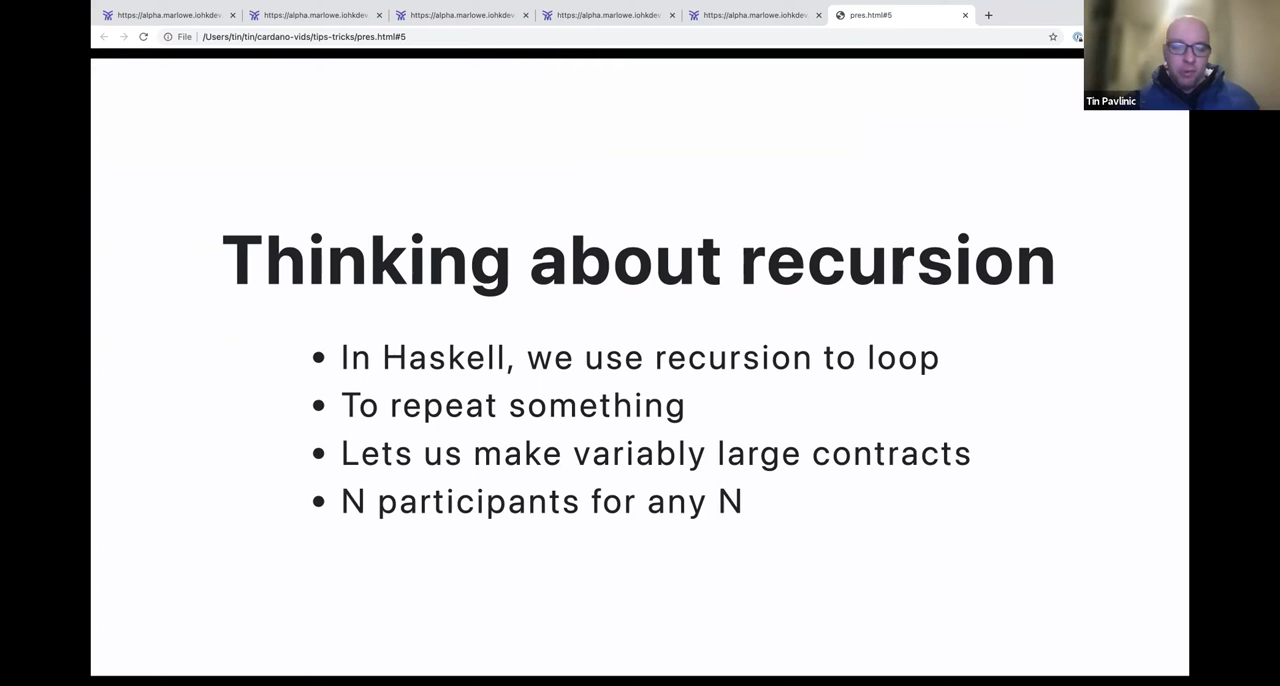 https://alpha.marlowe.iohkdev.
https://alpha.marlowe.iohkdev
https://alpha.marlowe.iohkdev
https://alpha.marlowe.iohkdev.
https://alpha.marlowe.iohkdev.
pres.html#5
File
/Users/tin/tin/cardano-vids/tips-tricks/pres.html#5
Tin Pavlinic
Thinking about recursion
• In Haskell, we use recursion to loop
• To repeat something
• Lets us make variably large contracts
• N participants for any N